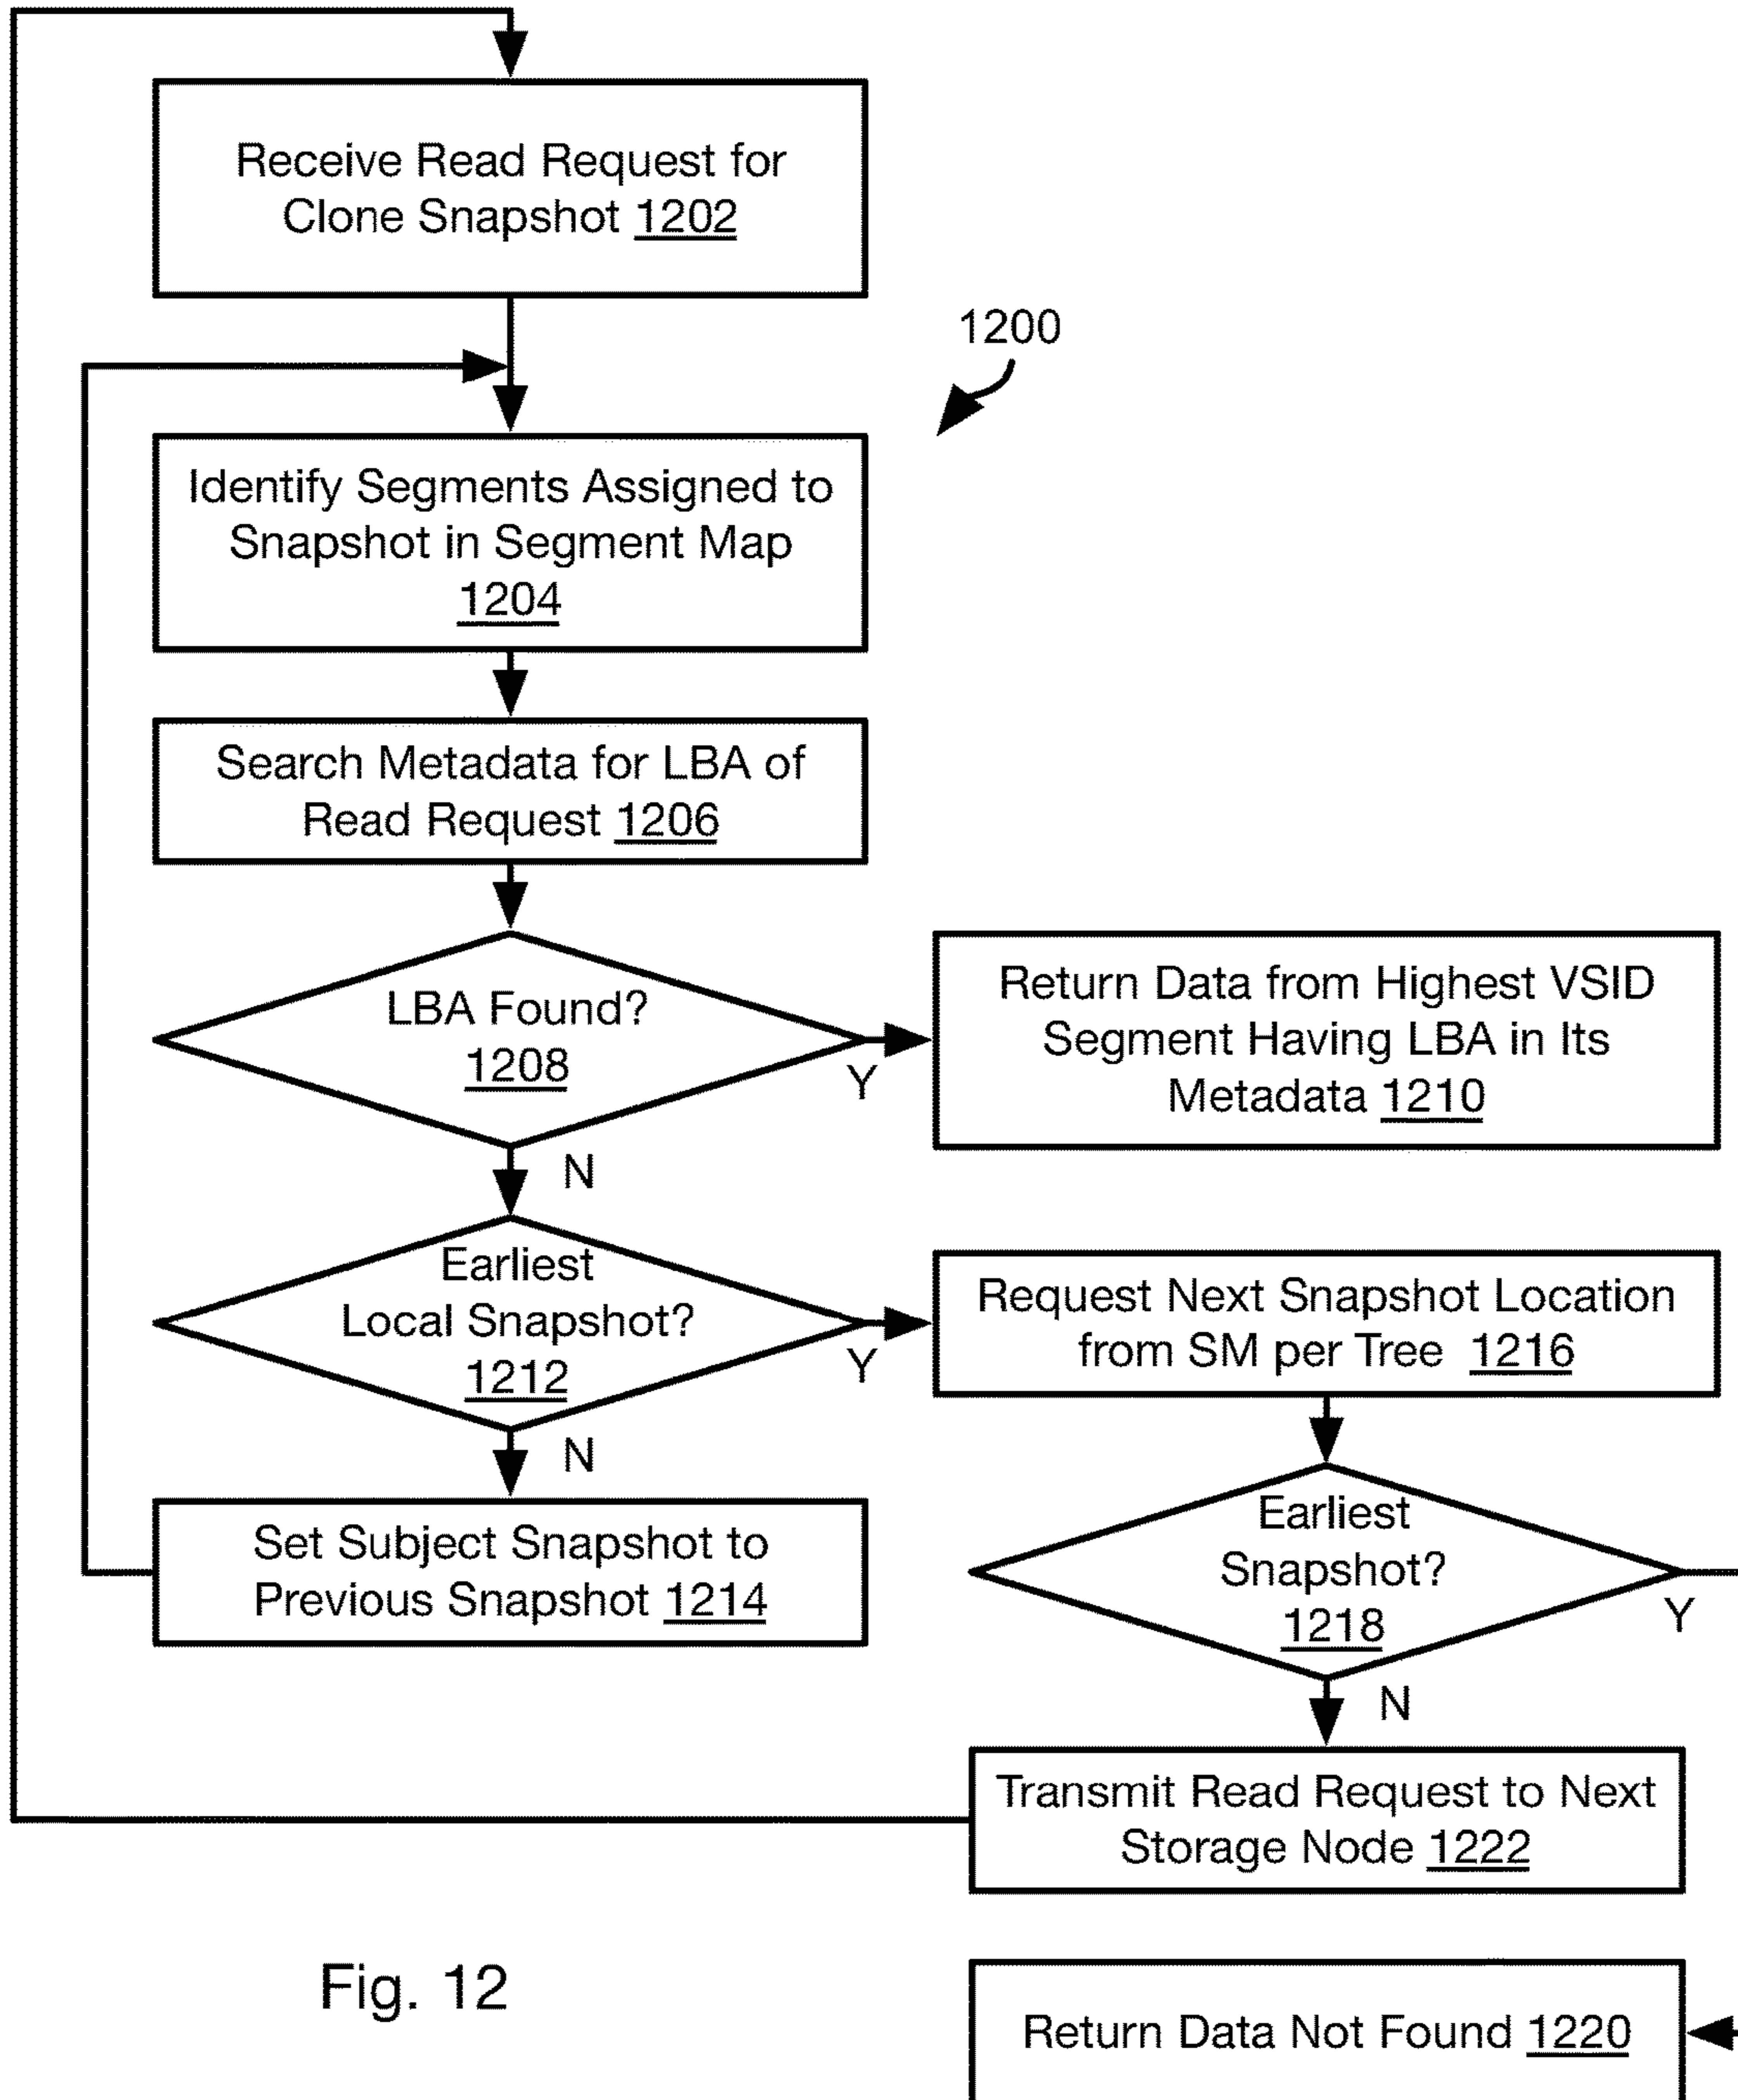 Receive Read Request for
Clone Snapshot 1202
1200
Identify Segments Assigned to
Snapshot in Segment Map
1204
Search Metadata for LBA of
Read Request 1206
LBA Found?
1208
Y
N
Return Data from Highest VSID
Segment Having LBA in Its
Metadata 1210
Earliest
Local Snapshot?
1212
Y
N
Request Next Snapshot Location
from SM per Tree 1216
Set Subject Snapshot to
Previous Snapshot 1214
Earliest
Snapshot?
1218
Y
N
Transmit Read Request to Next
Storage Node 1222
Return Data Not Found 1220
Fig. 12